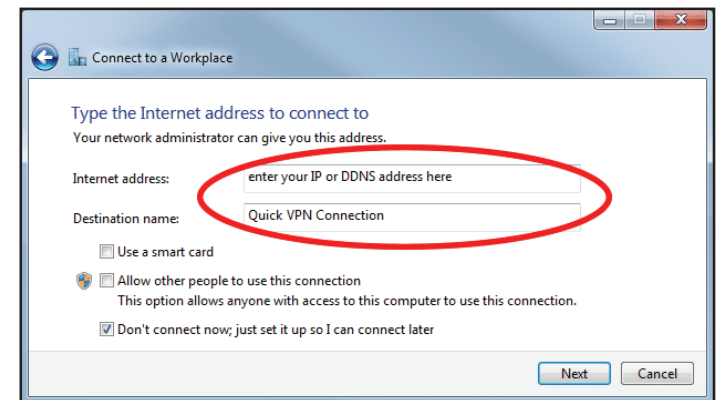 Connect to a Workplace
Type the Internet address to connect to
Your network administrator can give you this address.
Internet address: enter your IP or DDNS address here
Destination name: Quick VPN Connection
Use a smart card
Allow other people to use this connection
This option allows anyone with access to this computer to use this connection.
Don't connect now; just set it up so I can connect later
Next Cancel